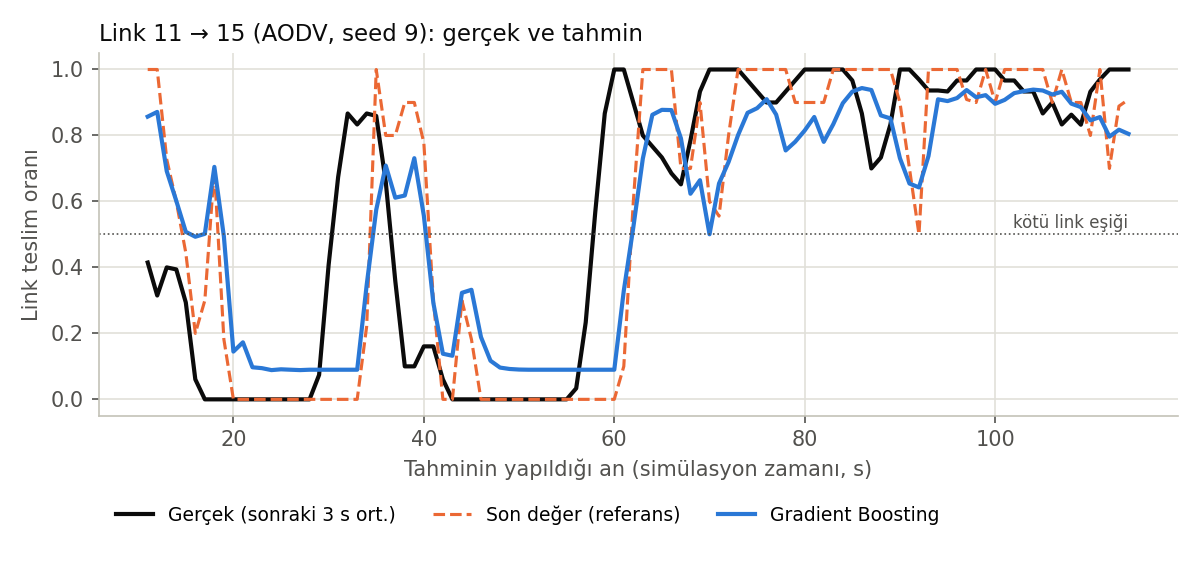 Link 11 → 15 (AODV, seed 9): gerçek ve tahmin
Link teslim oranı
1.0
0.8
0.6
0.4
0.2
0.0
kötü link eşiği
20
40
60
80
100
Tahminin yapıldığı an (simülasyon zamanı, s)
Gerçek (sonraki 3 s ort.)
Son değer (referans)
Gradient Boosting